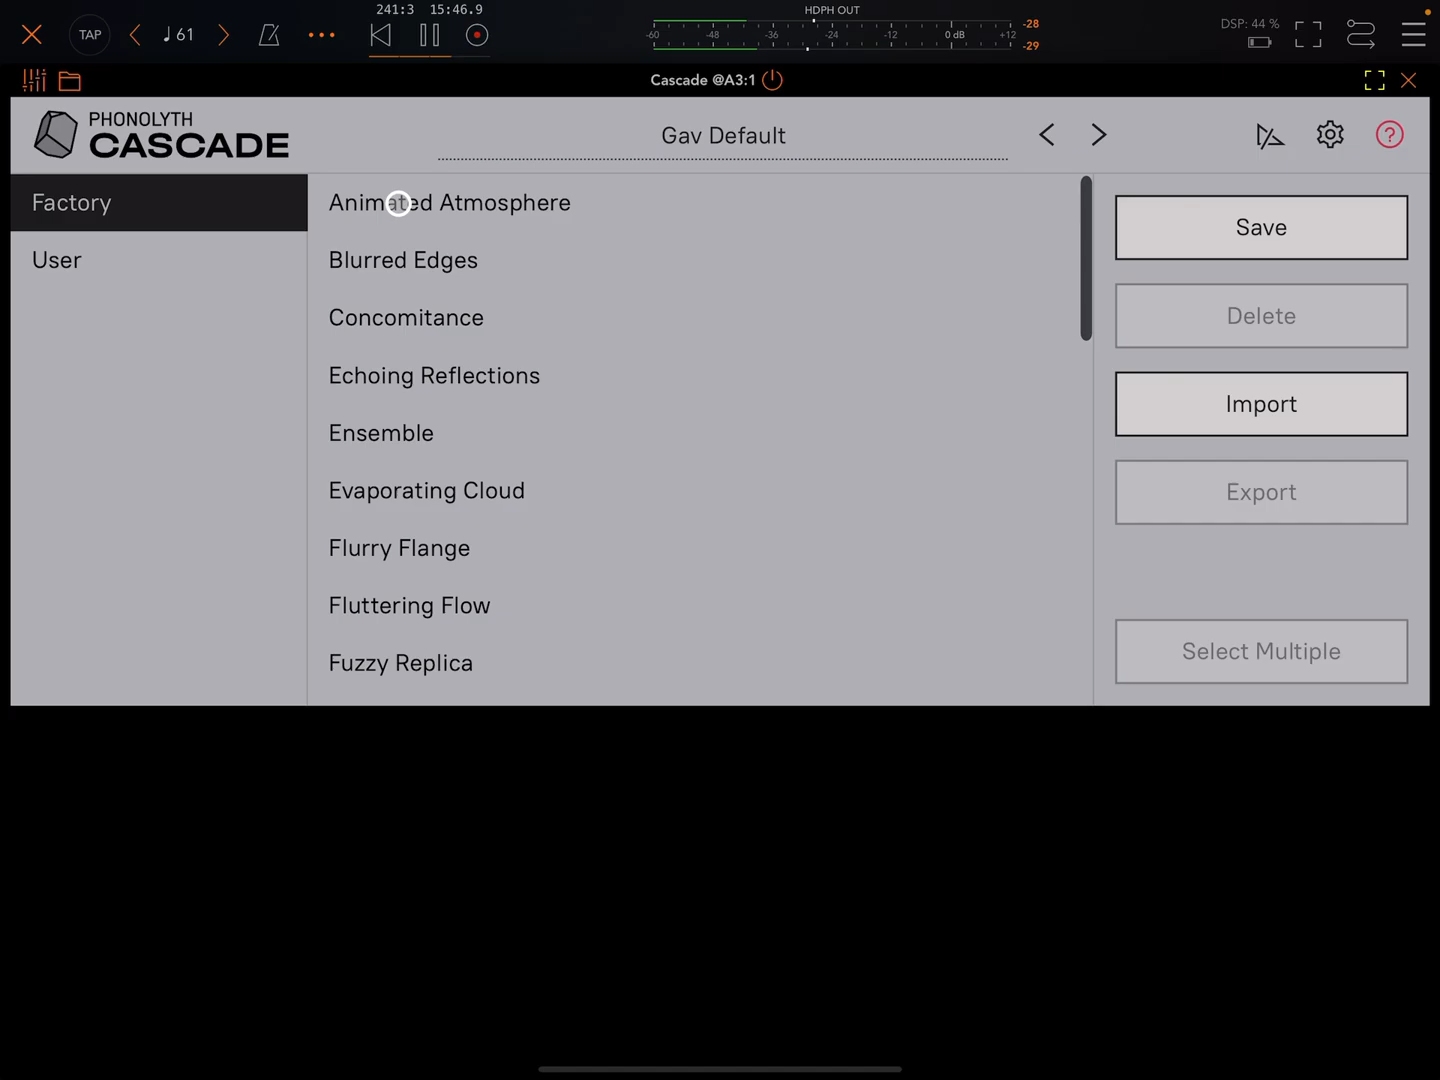 241:3 15:46.9
HDPH OUT
TAP
♩61
-60 -48 -36 -24 -12 0 dB +12
-28
-29
DSP: 44 %
Cascade @A3:1
PHONOLYTH
CASCADE
Gav Default
?
Factory
User
Animated Atmosphere
Blurred Edges
Concomitance
Echoing Reflections
Ensemble
Evaporating Cloud
Flurry Flange
Fluttering Flow
Fuzzy Replica
Save
Delete
Import
Export
Select Multiple